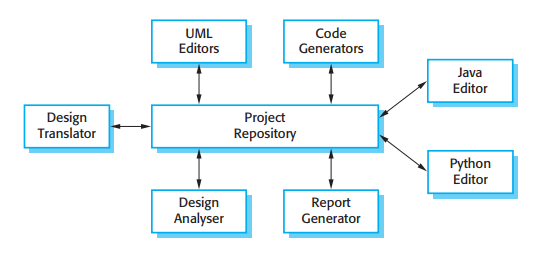 UML
Editors
Code
Generators
Java
Editor
Design
Translator
Project
Repository
Python
Editor
Design
Analyser
Report
Generator